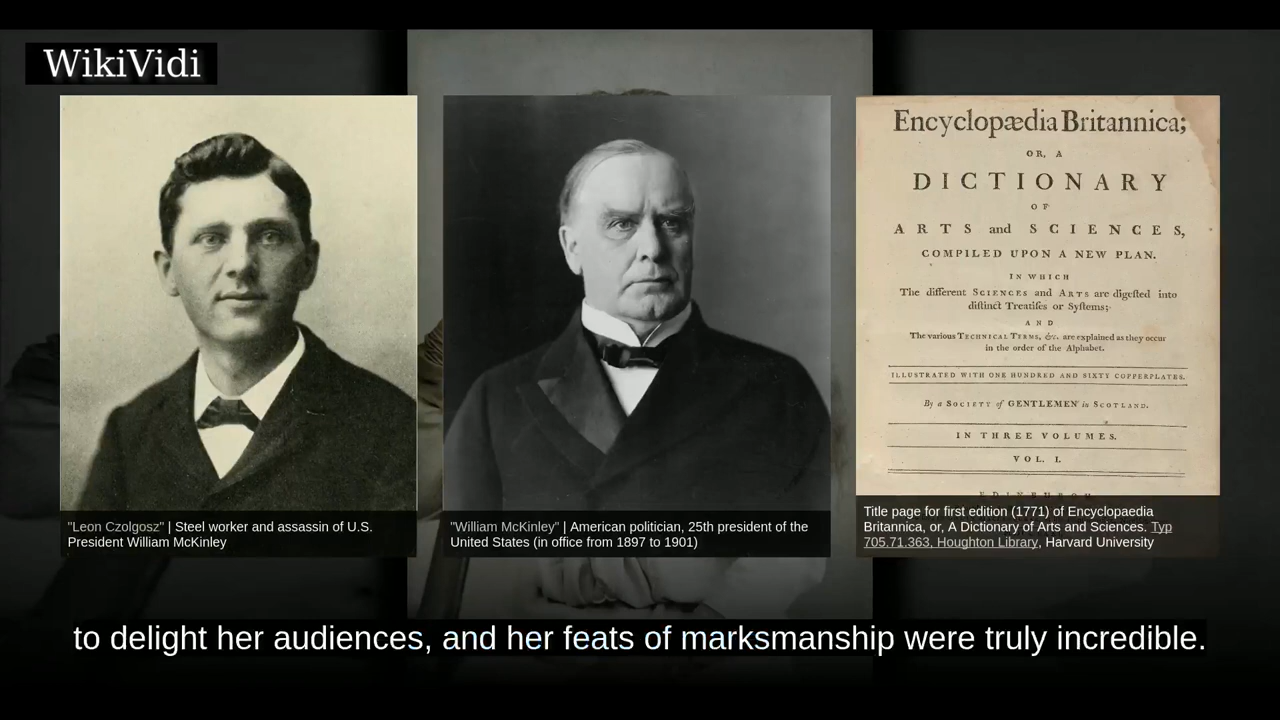 WikiVidi
Encyclopædia Britannica;
OR, A
DICTIONARY
OF
ARTS and SCIENCES,
COMPILED UPON A NEW PLAN.
IN WHICH
The different SCIENCES and ARTS are digeſted into
diſtinct Treatiſes or Syſtems;
AND
The various TECHNICAL TERMS, &c. are explained as they occur
in the order of the Alphabet.
ILLUSTRATED WITH ONE HUNDRED AND SIXTY COPPERPLATES.
By a SOCIETY of GENTLEMEN in SCOTLAND.
IN THREE VOLUMES.
VOL. I.
EDINBURGH
"Leon Czolgosz" | Steel worker and assassin of U.S.
President William McKinley
"William McKinley" | American politician, 25th president of the
United States (in office from 1897 to 1901)
Title page for first edition (1771) of Encyclopaedia
Britannica, or, A Dictionary of Arts and Sciences. Typ
705.71.363, Houghton Library, Harvard University
to delight her audiences, and her feats of marksmanship were truly incredible.